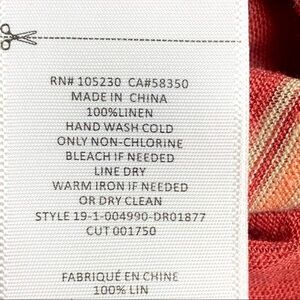 RN# 105230 CA#58350
MADE IN CHINA
100%LINEN
HAND WASH COLD
ONLY NON-CHLORINE
BLEACH IF NEEDED
LINE DRY
WARM IRON IF NEEDED
OR DRY CLEAN
STYLE 19-1-004990-DR01877
CUT 001750
FABRIQUÉ EN CHINE
100% LIN